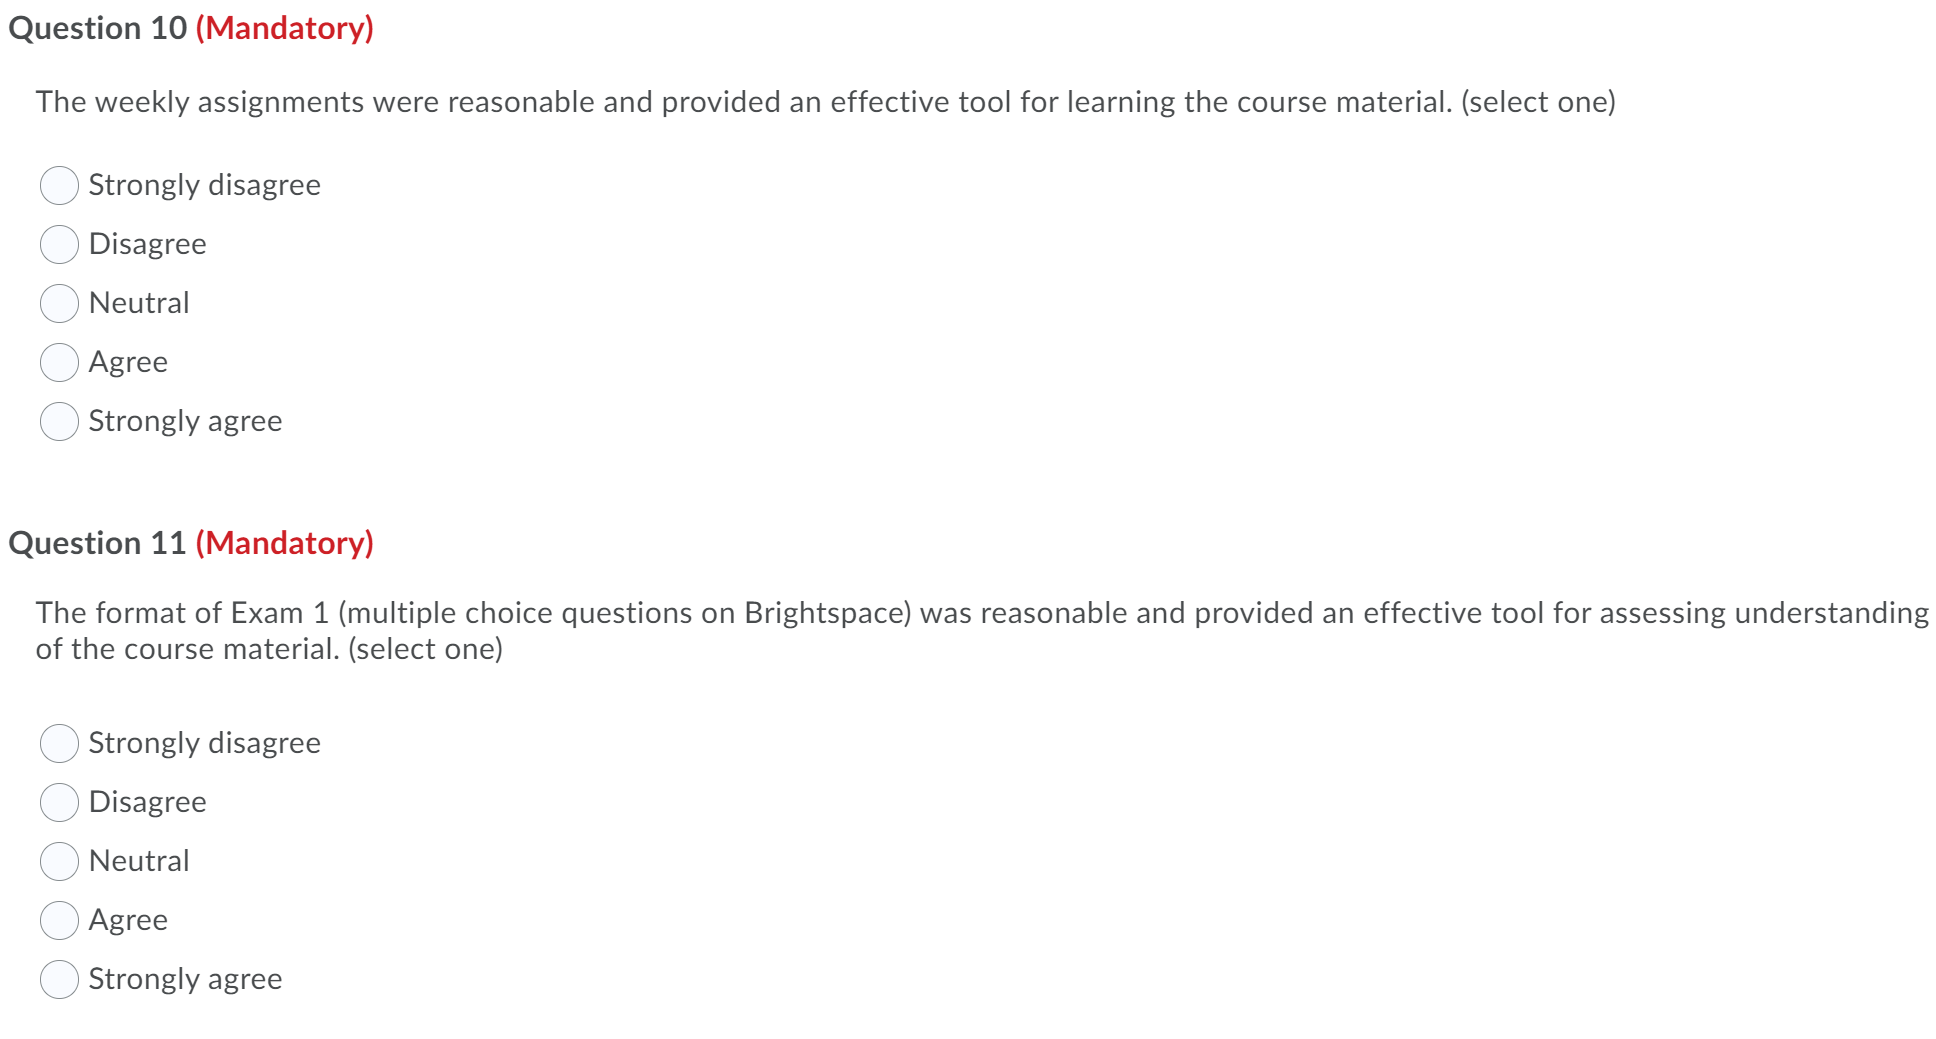 Question 10 (Mandatory)
The weekly assignments were reasonable and provided an effective tool for learning the course material. (select one)
Strongly disagree
Disagree
Neutral
Agree
Strongly agree
Question 11 (Mandatory)
The format of Exam 1 (multiple choice questions on Brightspace) was reasonable and provided an effective tool for assessing understanding
of the course material. (select one)
Strongly disagree
Disagree
Neutral
Agree
Strongly agree